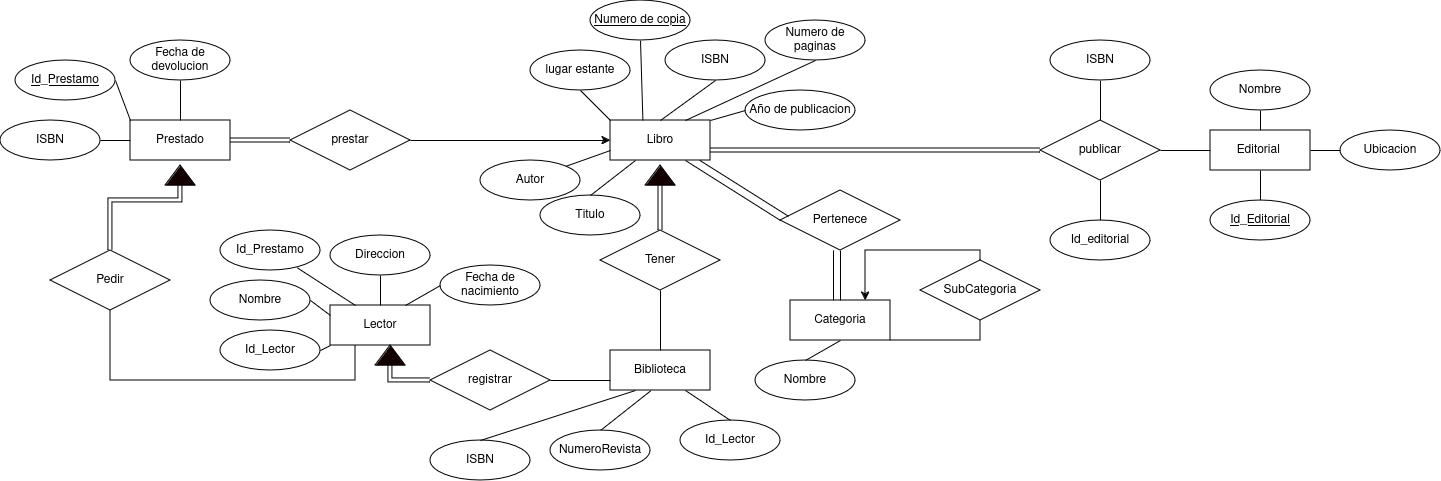 Numero de copia
Numero de
paginas
Fecha de
devolucion
lugar estante
ISBN
ISBN
Id_Prestamo
Nombre
Año de publicacion
ISBN
Prestado
prestar
Libro
publicar
Editorial
Ubicacion
Autor
Titulo
Pertenece
Id_editorial
Id_Editorial
Id_Prestamo
Direccion
Tener
Pedir
Fecha de
nacimiento
SubCategoria
Nombre
Lector
Categoria
Id_Lector
registrar
Biblioteca
Nombre
ISBN
NumeroRevista
Id_Lector